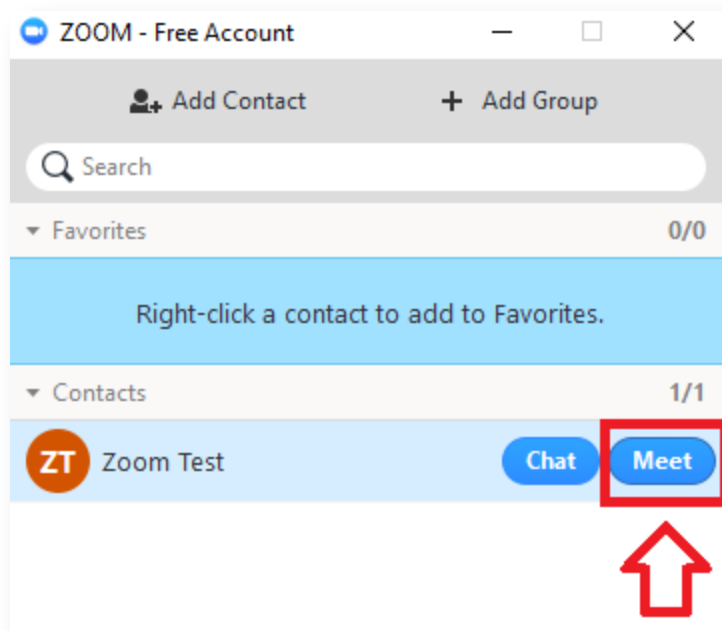 ZOOM - Free Account
Add Contact + Add Group
Search
Favorites 0/0
Right-click a contact to add to Favorites.
Contacts 1/1
ZT Zoom Test Chat Meet